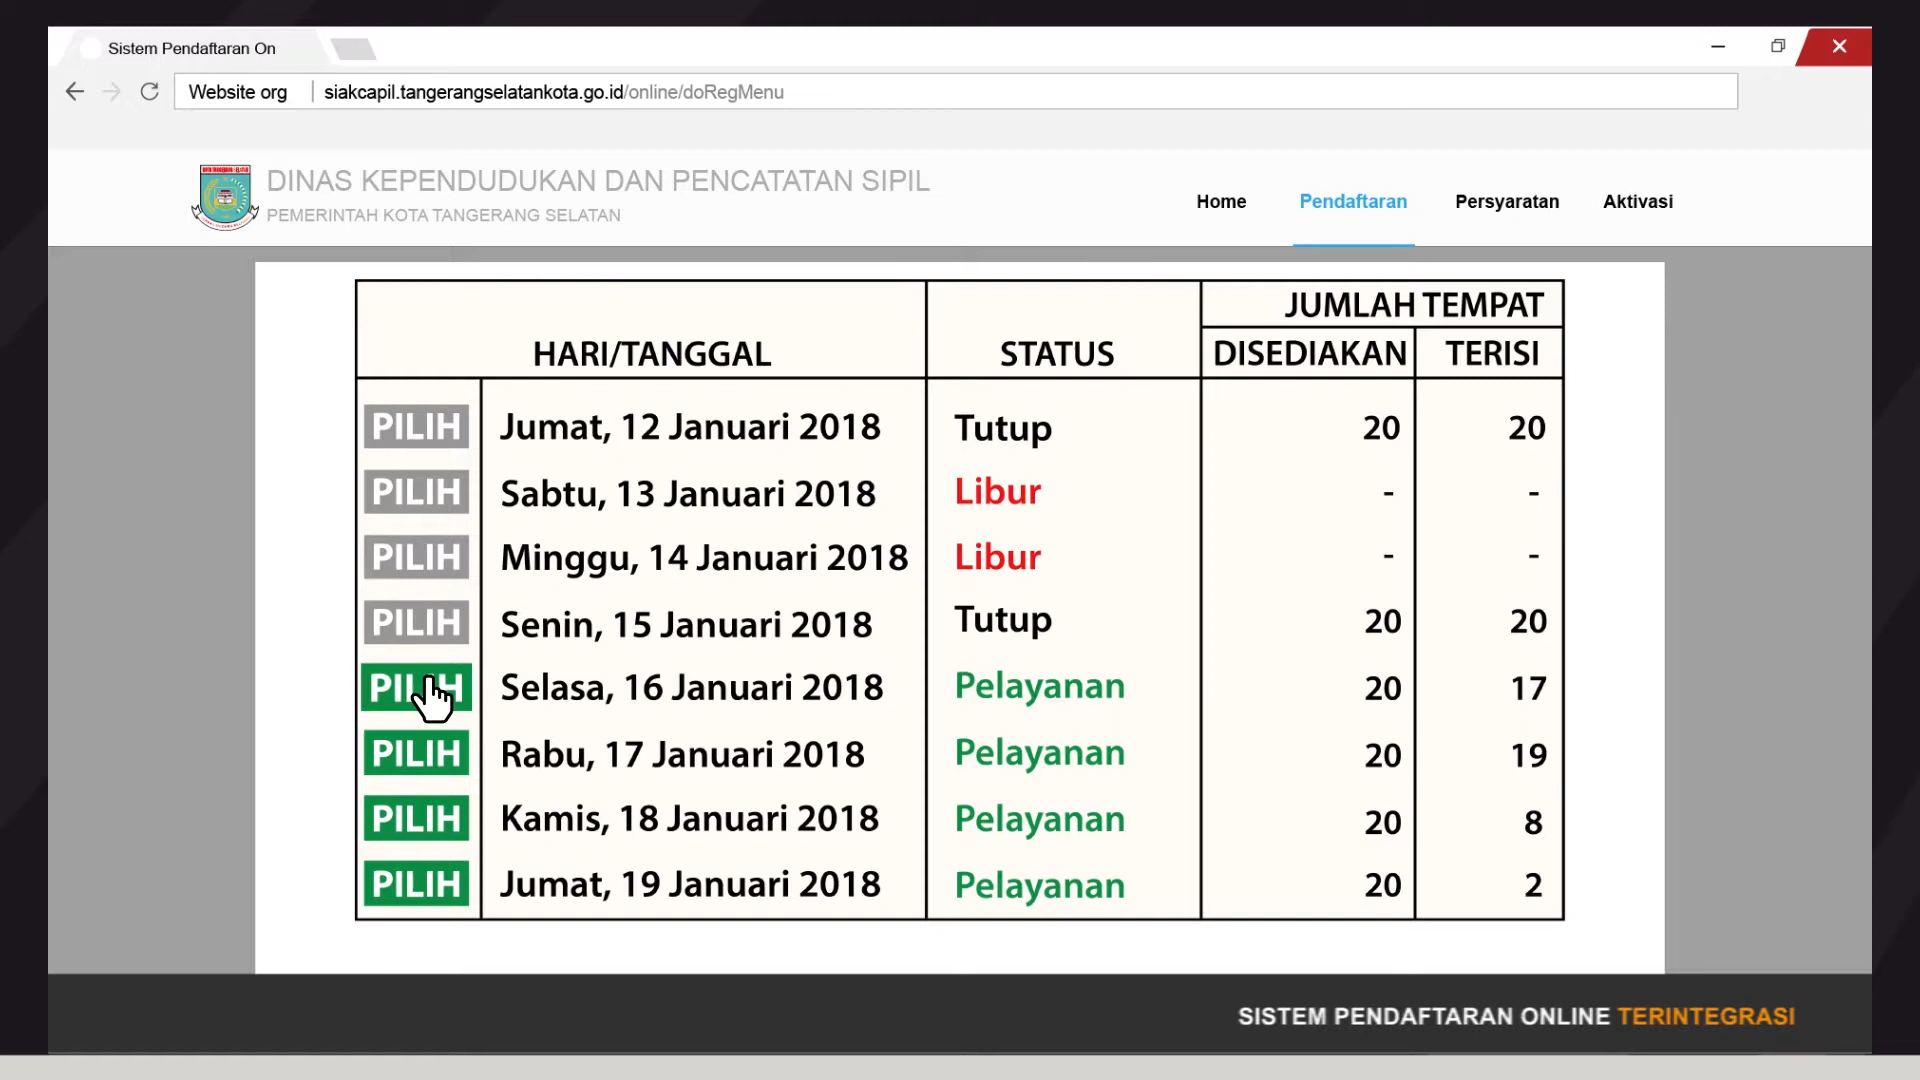 Sistem Pendaftaran On
Website org siakcapil.tangerangselatankota.go.id/online/doRegMenu
DINAS KEPENDUDUKAN DAN PENCATATAN SIPIL
PEMERINTAH KOTA TANGERANG SELATAN
Home Pendaftaran Persyaratan Aktivasi
JUMLAH TEMPAT
HARI/TANGGAL STATUS DISEDIAKAN TERISI
PILIH Jumat, 12 Januari 2018 Tutup 20 20
PILIH Sabtu, 13 Januari 2018 Libur - -
PILIH Minggu, 14 Januari 2018 Libur - -
PILIH Senin, 15 Januari 2018 Tutup 20 20
PILIH Selasa, 16 Januari 2018 Pelayanan 20 17
PILIH Rabu, 17 Januari 2018 Pelayanan 20 19
PILIH Kamis, 18 Januari 2018 Pelayanan 20 8
PILIH Jumat, 19 Januari 2018 Pelayanan 20 2
SISTEM PENDAFTARAN ONLINE TERINTEGRASI